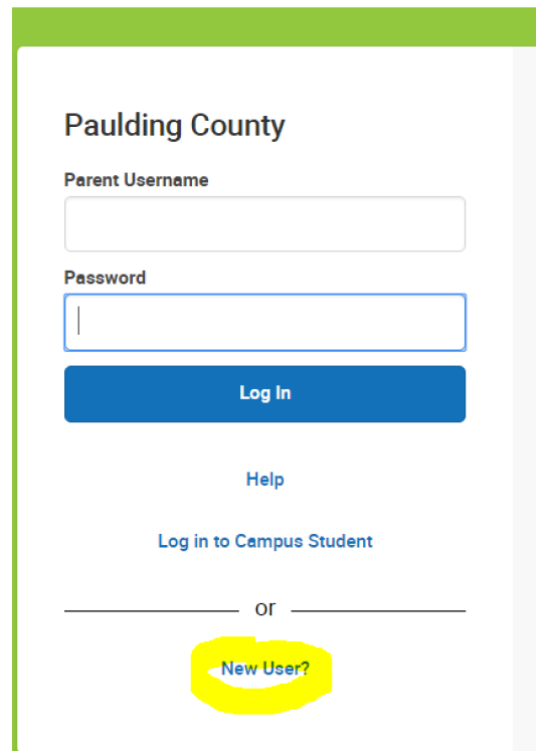 Paulding County
Parent Username
Password
Log In
Help
Log in to Campus Student
or
New User?